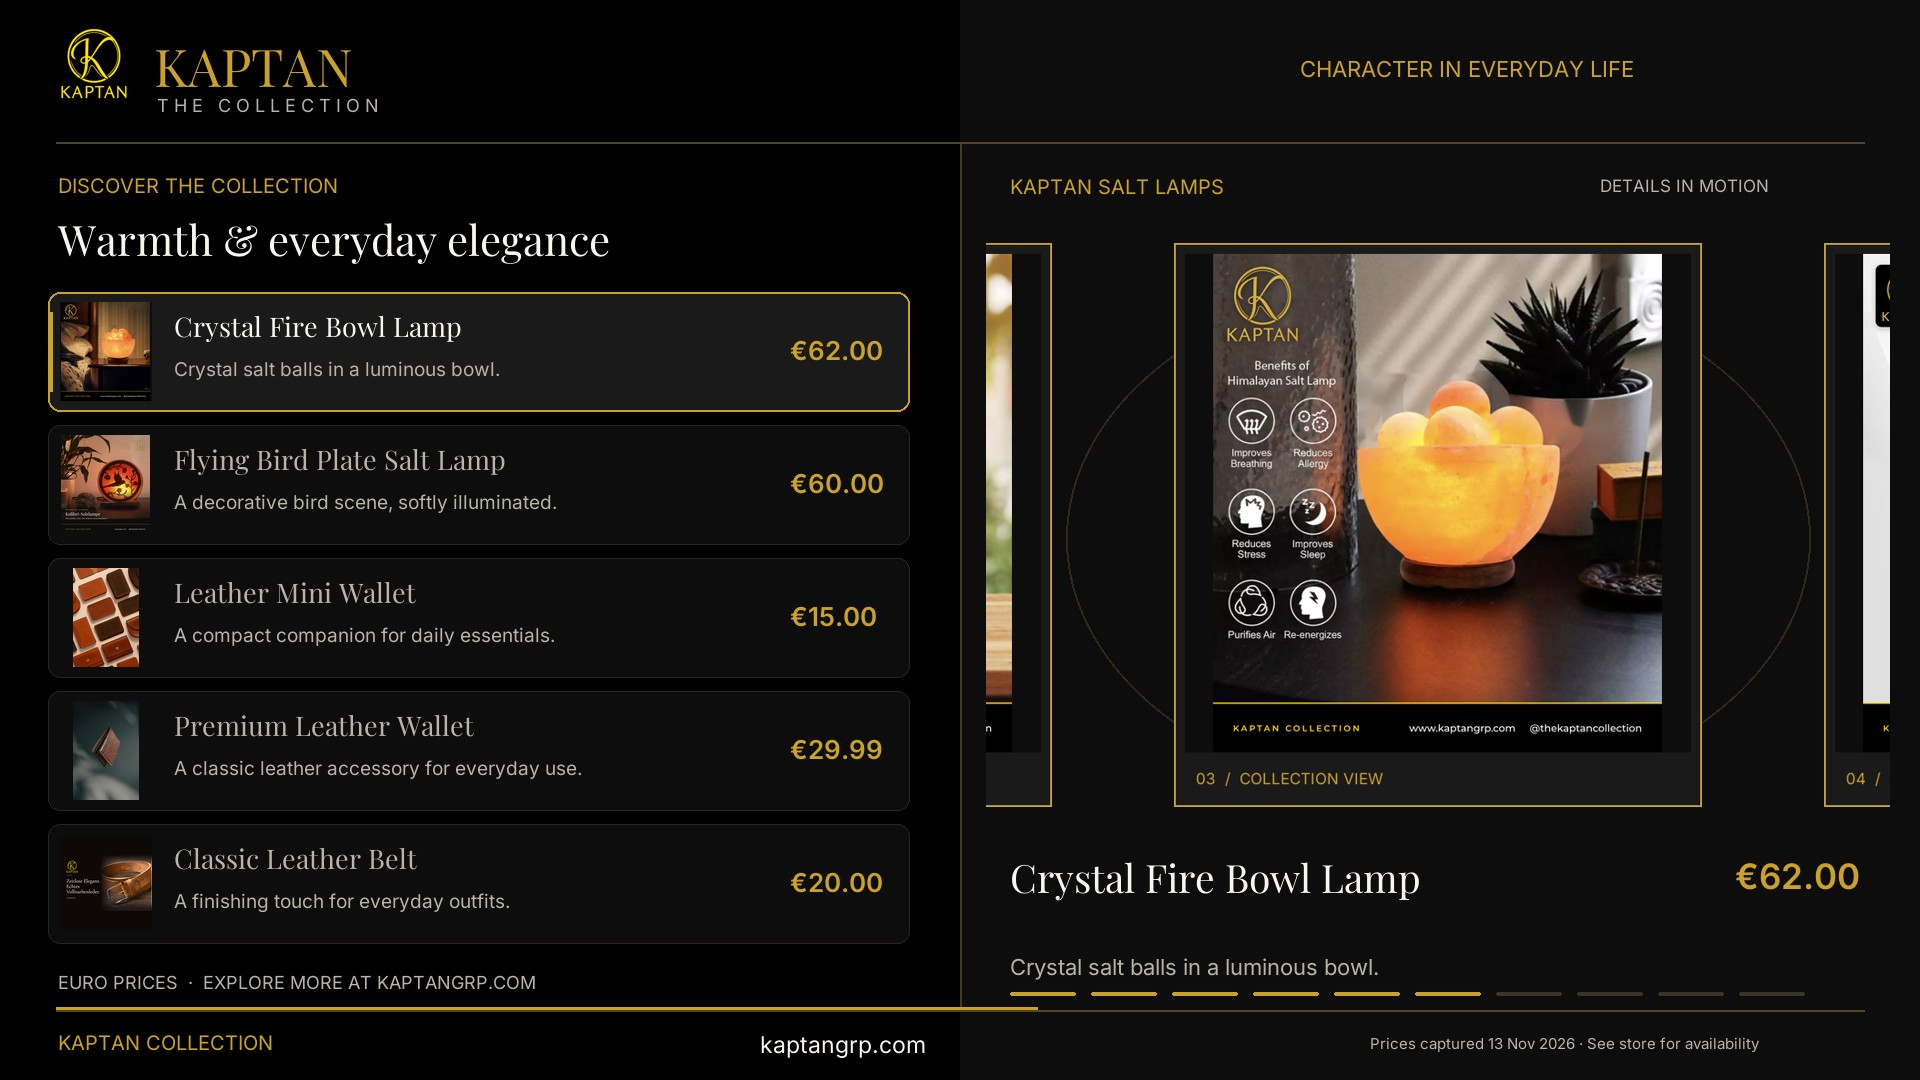 KAPTAN
KAPTAN
THE COLLECTION
CHARACTER IN EVERYDAY LIFE
DISCOVER THE COLLECTION
Warmth & everyday elegance
Crystal Fire Bowl Lamp
Crystal salt balls in a luminous bowl.
€62.00
Flying Bird Plate Salt Lamp
A decorative bird scene, softly illuminated.
€60.00
Leather Mini Wallet
A compact companion for daily essentials.
€15.00
Premium Leather Wallet
A classic leather accessory for everyday use.
€29.99
Classic Leather Belt
A finishing touch for everyday outfits.
€20.00
EURO PRICES · EXPLORE MORE AT KAPTANGRP.COM
KAPTAN SALT LAMPS
DETAILS IN MOTION
KAPTAN
Benefits of
Himalayan Salt Lamp
Improves
Breathing
Reduces
Allergy
Reduces
Stress
Improves
Sleep
Purifies Air
Re-energizes
KAPTAN COLLECTION
www.kaptangrp.com
@thekaptancollection
03 / COLLECTION VIEW
04 /
Crystal Fire Bowl Lamp
€62.00
Crystal salt balls in a luminous bowl.
KAPTAN COLLECTION
kaptangrp.com
Prices captured 13 Nov 2026 · See store for availability